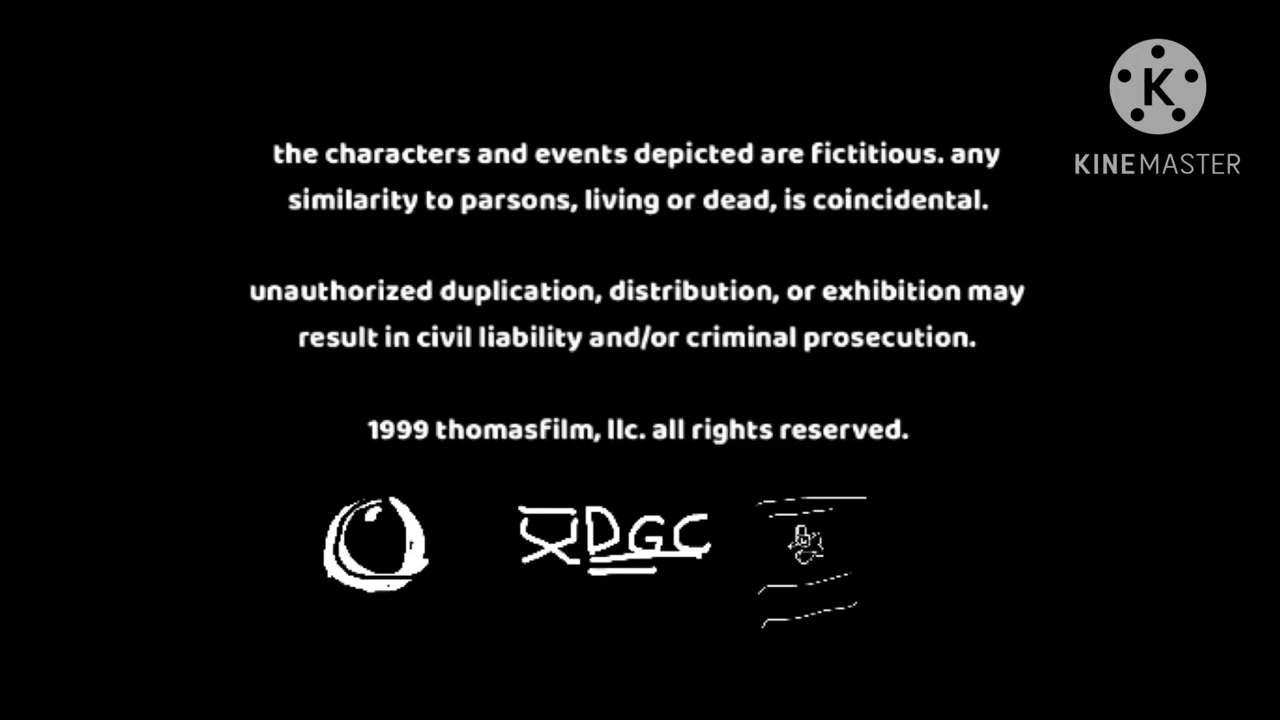 the characters and events depicted are fictitious. any
similarity to parsons, living or dead, is coincidental.
unauthorized duplication, distribution, or exhibition may
result in civil liability and/or criminal prosecution.
1999 thomasfilm, llc. all rights reserved.
DGC
K
KINEMASTER